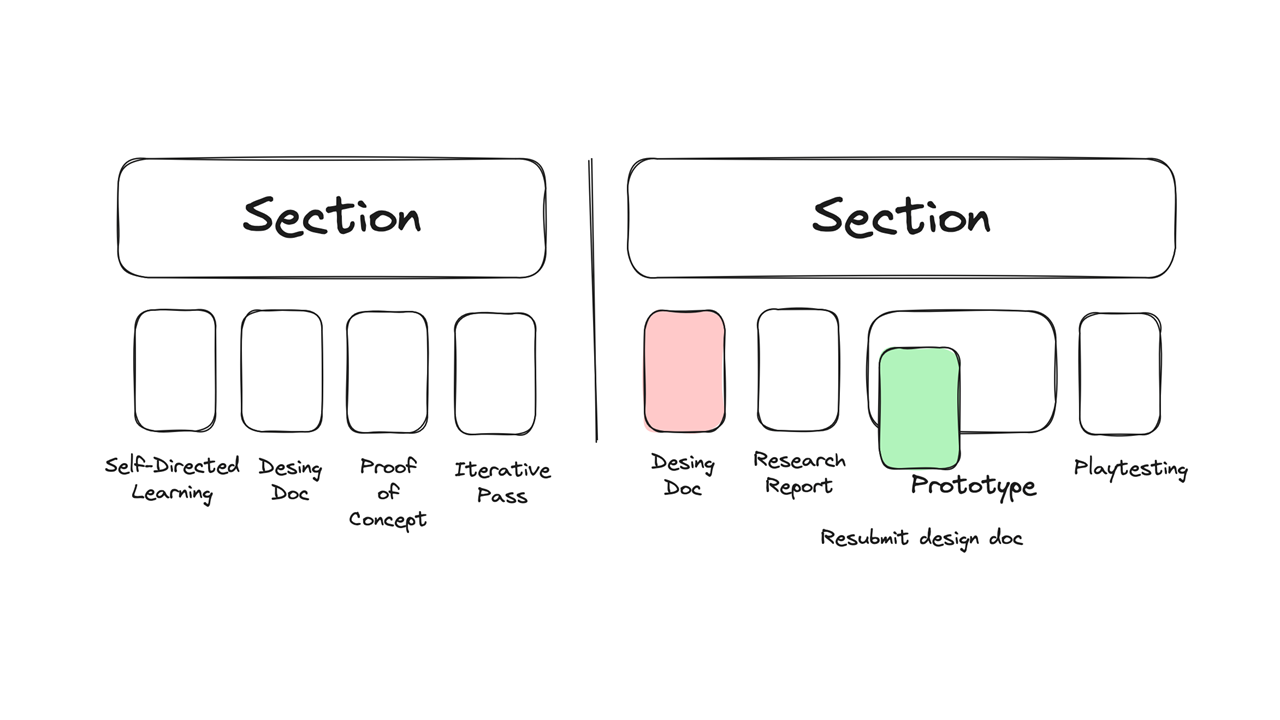 Section
Self-Directed
Learning
Desing
Doc
Proof
of
Concept
Iterative
Pass
Section
Desing
Doc
Research
Report
Prototype
Resubmit design doc
Playtesting